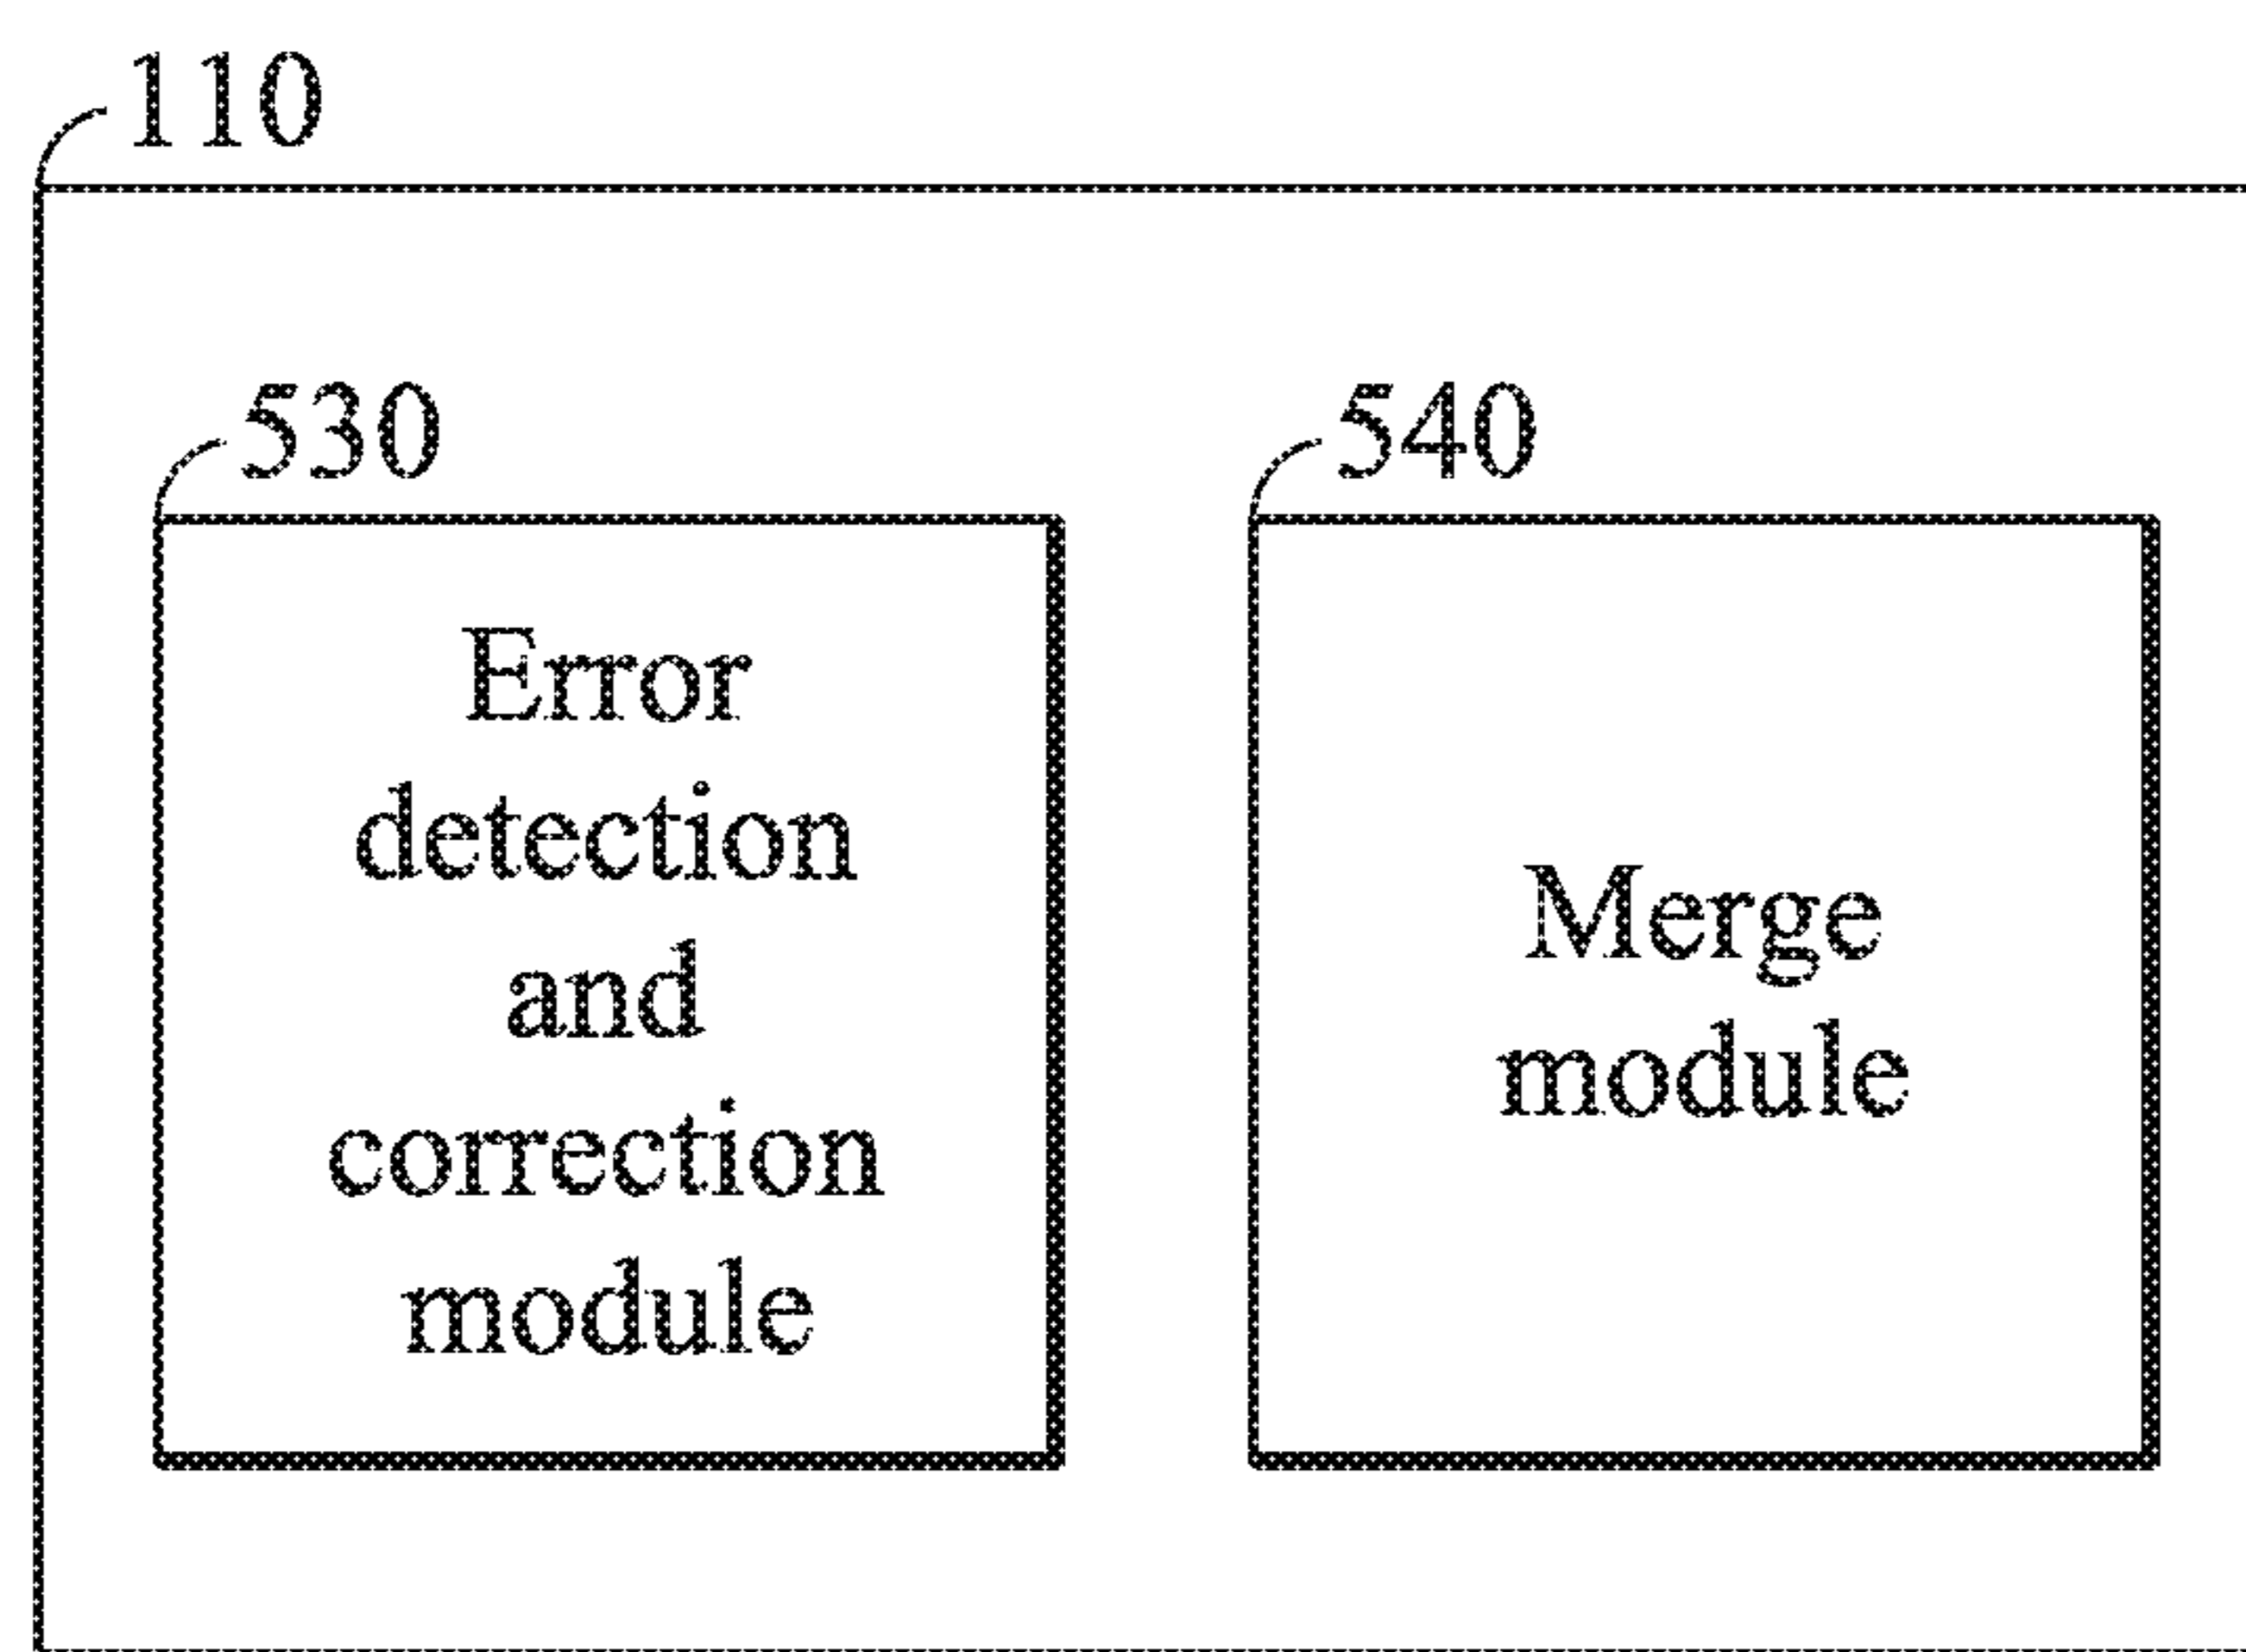 110
530
Error
detection
and
correction
module
540
Merge
module